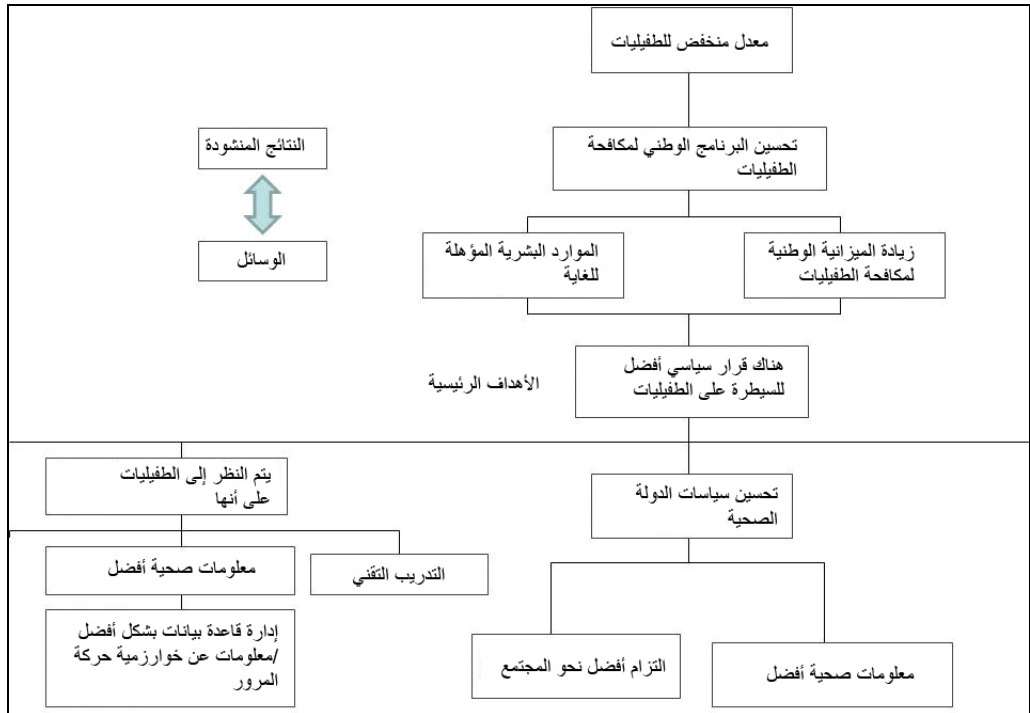 معدل منخفض للطفيليات
النتائج المنشودة
تحسين البرنامج الوطني لمكافحة
الطفيليات
الوسائل
زيادة الميزانية الوطنية
لمكافحة الطفيليات
الموارد البشرية المؤهلة
للغاية
هناك قرار سياسي أفضل
للسيطرة على الطفيليات
الأهداف الرئيسية
تحسين سياسات الدولة
الصحية
يتم النظر إلى الطفيليات
على أنها
معلومات صحية أفضل
التزام أفضل نحو المجتمع
التدريب التقني
معلومات صحية أفضل
إدارة قاعدة بيانات بشكل أفضل
/معلومات عن خوارزمية حركة
المرور